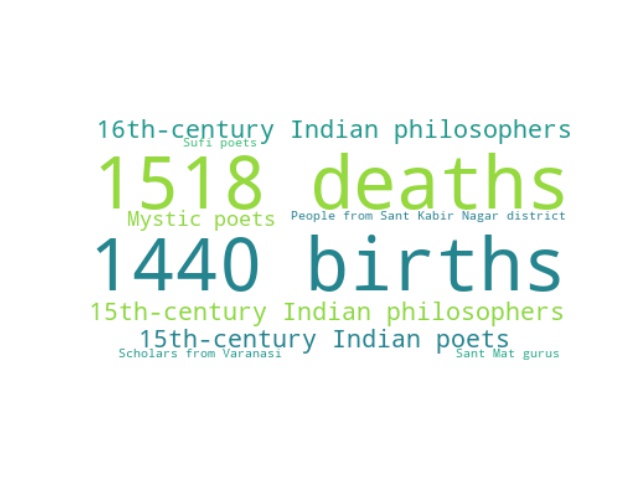 16th-century Indian philosophers
Sufi poets
1518 deaths
Mystic poets
People from Sant Kabir Nagar district
1440 births
15th-century Indian philosophers
15th-century Indian poets
Scholars from Varanasi
Sant Mat gurus